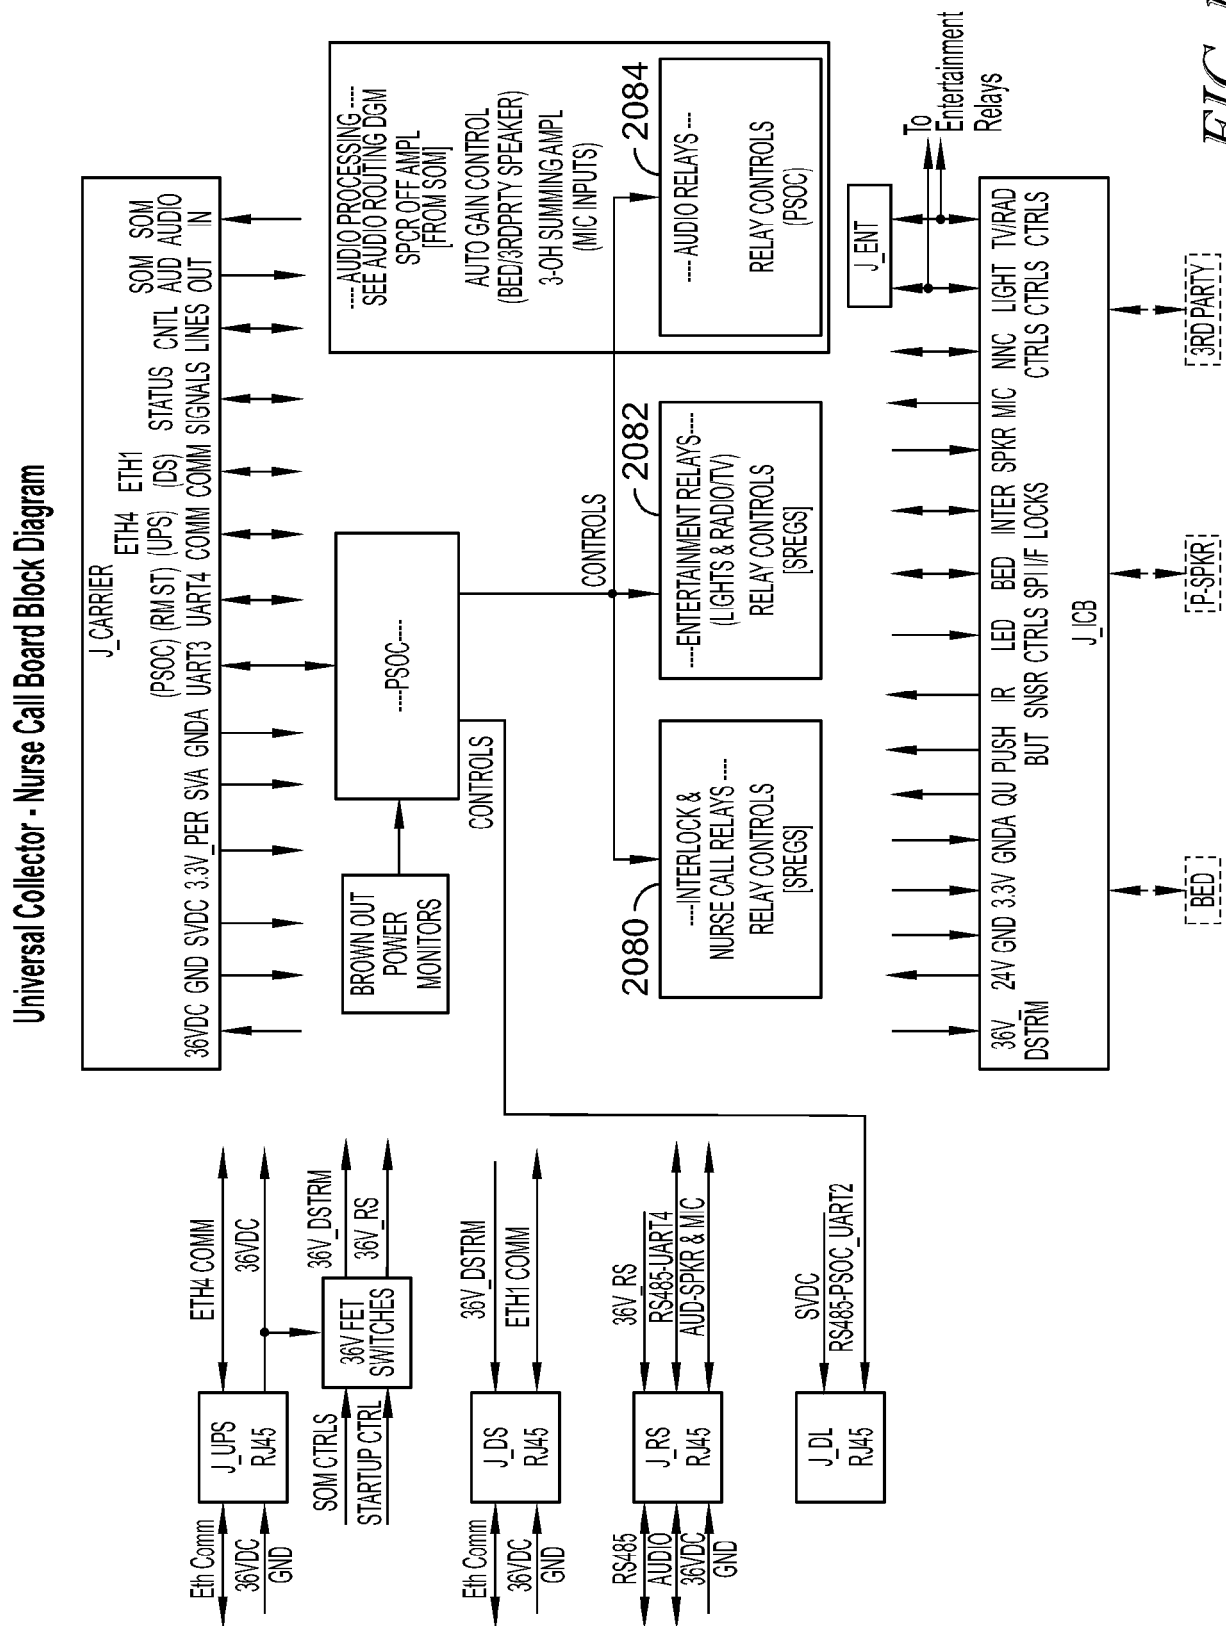 Universal Collector - Nurse Call Board Block Diagram
J_CARRIER
36VDC
GND
SVDC
3.3V_PER
SVA
GNDA
(PSOC)
UART3
(RM ST)
UART4
ETH4
(UPS)
COMM
ETH1
(DS)
COMM
STATUS
SIGNALS
CNTL
LINES
SOM
AUD
OUT
SOM
AUDIO
IN
ETH4 COMM
36VDC
J_UPS
RJ45
Eth Comm
36VDC
GND
36V_DSTRM
36V_RS
36V FET
SWITCHES
SOM CTRLS
STARTUP CTRL
BROWN OUT
POWER
MONITORS
----PSOC----
CONTROLS
CONTROLS
---- AUDIO PROCESSING ----
SEE AUDIO ROUTING DGM
SPCR OFF AMPL
[FROM SOM]
AUTO GAIN CONTROL
(BED/3RDPRTY SPEAKER)
3-OH SUMMING AMPL
(MIC INPUTS)
2084
---- AUDIO RELAYS ----
RELAY CONTROLS
(PSOC)
2082
----ENTERTAINMENT RELAYS----
(LIGHTS & RADIO/TV)
RELAY CONTROLS
[SREGS]
2080
----INTERLOCK &
NURSE CALL RELAYS ----
RELAY CONTROLS
[SREGS]
36V_DSTRM
ETH1 COMM
J_DS
RJ45
Eth Comm
36VDC
GND
36V_RS
RS485-UART4
AUD-SPKR & MIC
J_RS
RJ45
RS485
AUDIO
36VDC
GND
SVDC
RS485-PSOC_UART2
J_DL
RJ45
J_ENT
To
Entertainment
Relays
36V_
DSTRM
24V
GND
3.3V
GNDA
QU
PUSH
BUT
IR
SNSR
LED
CTRLS
BED
SPI I/F
INTER
LOCKS
SPKR
MIC
NNC
CTRLS
LIGHT
CTRLS
TV/RAD
CTRLS
J_ICB
BED
P-SPKR
3RD PARTY